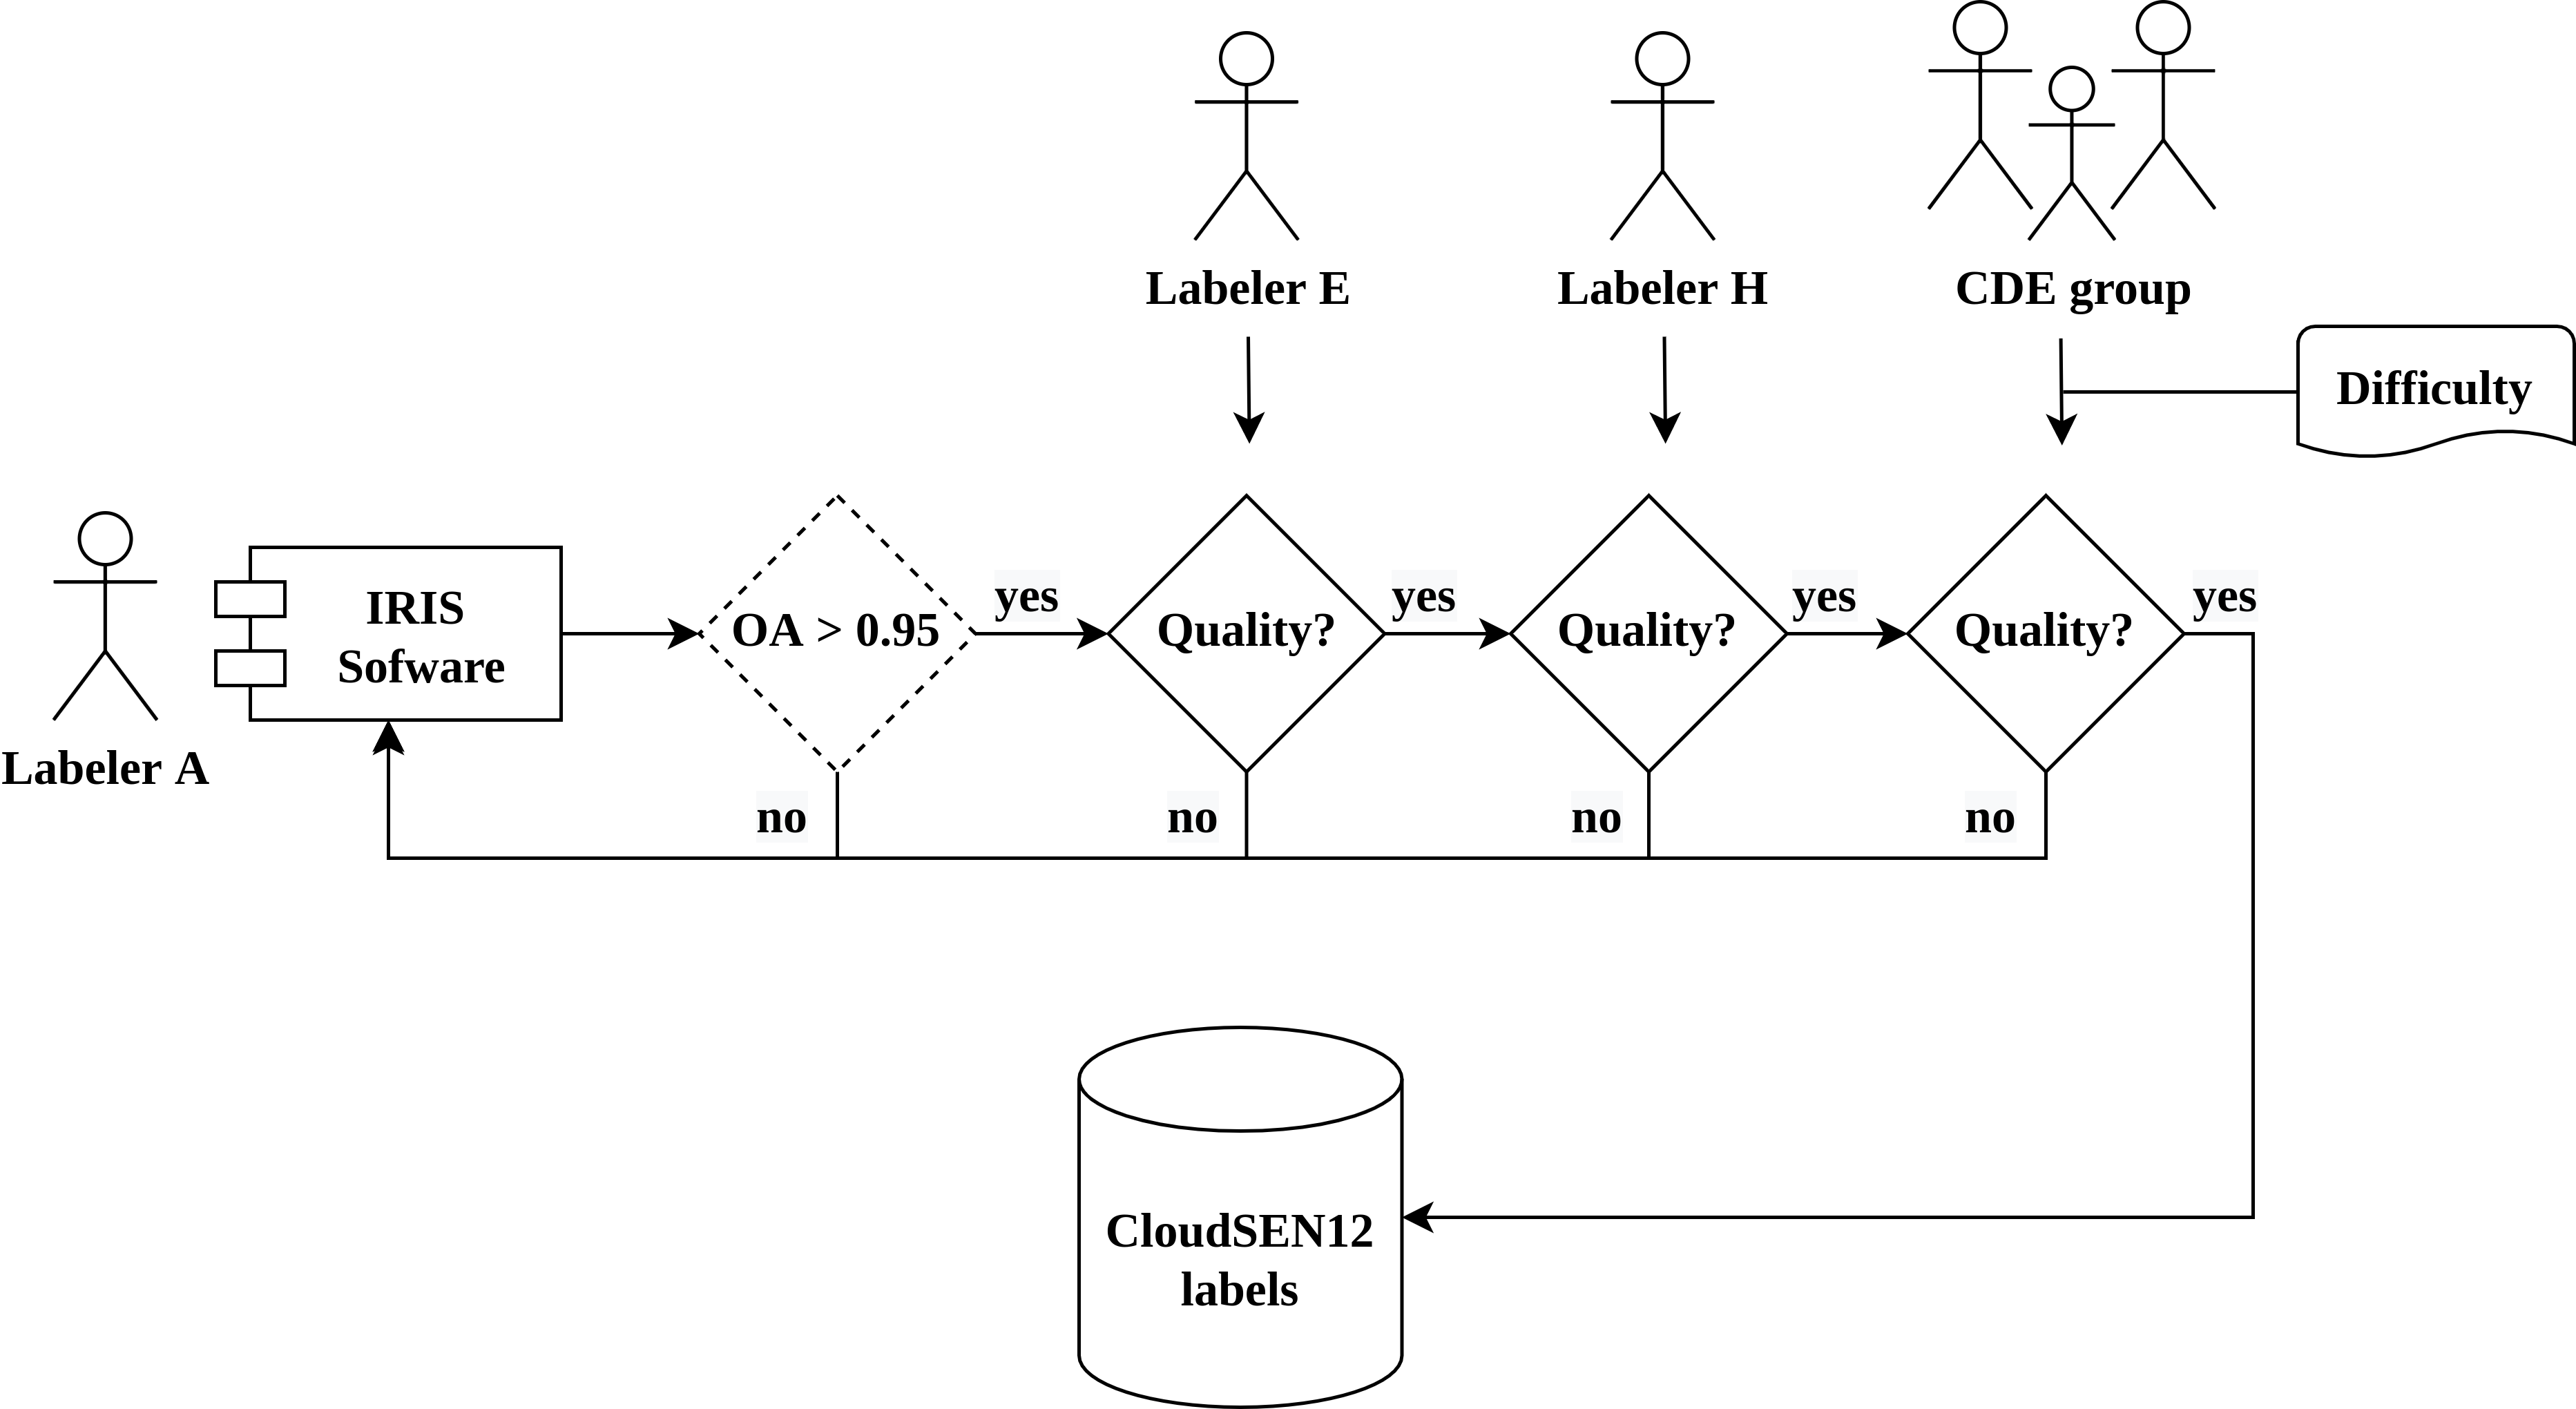 Labeler E
Labeler H
CDE group
Difficulty
Labeler A
IRIS
Sofware
OA > 0.95
yes
Quality?
yes
Quality?
yes
Quality?
yes
no
no
no
no
CloudSEN12
labels